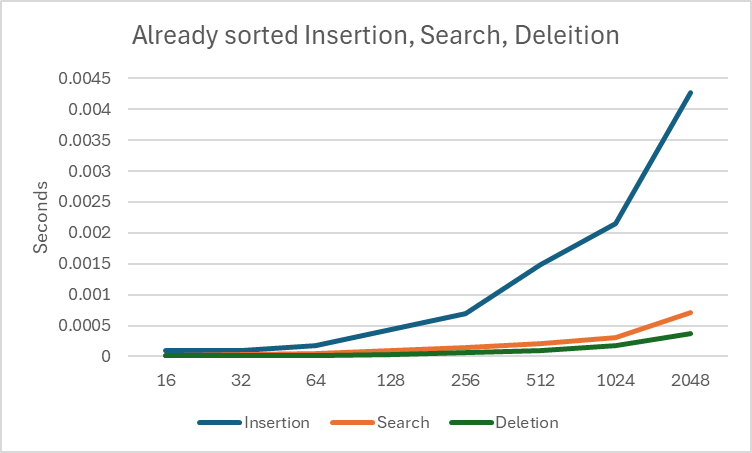 Already sorted Insertion, Search, Deleition
0.0045
0.004
0.0035
0.003
0.0025
0.002
0.0015
0.001
0.0005
0
Seconds
16 32 64 128 256 512 1024 2048
Insertion Search Deletion